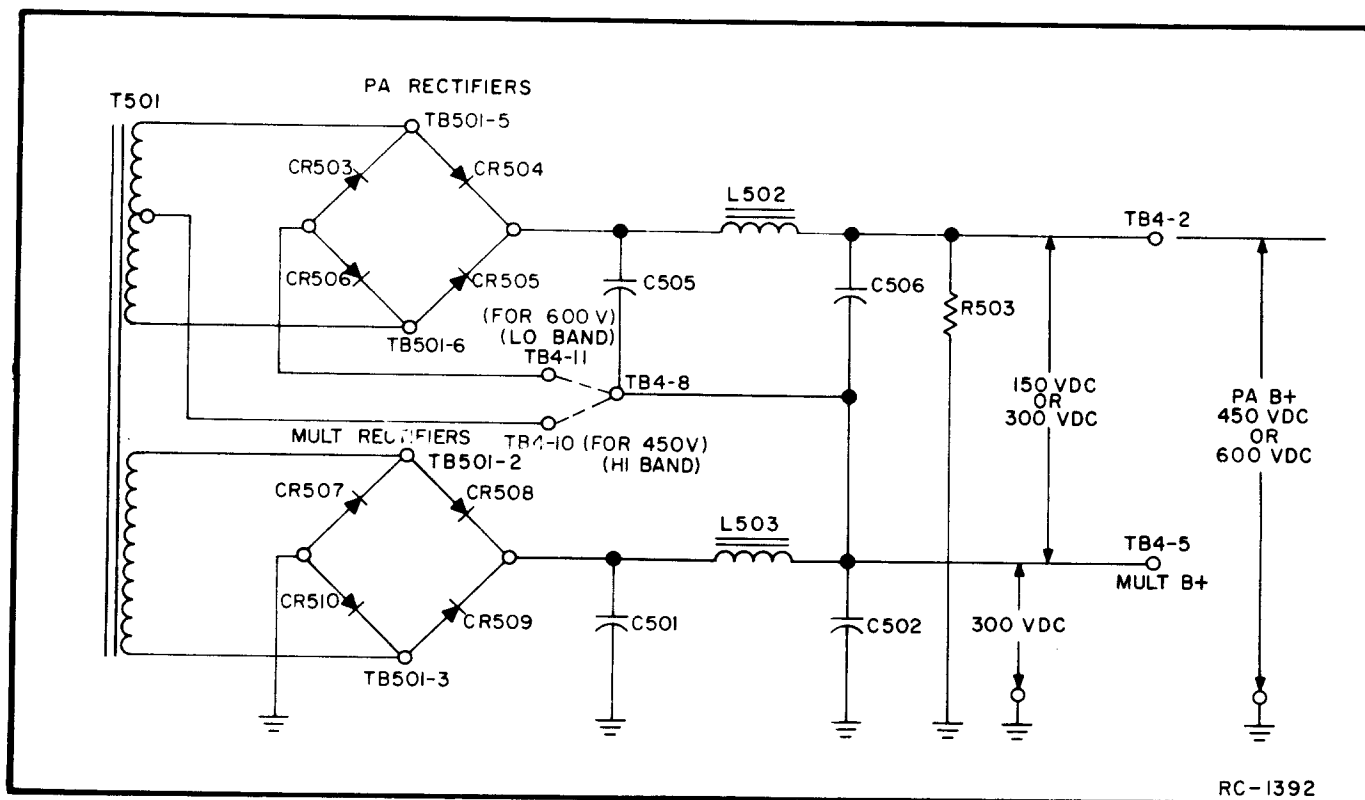 PA RECTIFIERS
T501
TB501-5
CR503
CR504
L502
TB4-2
CR506
CR505
C505
C506
R503
(FOR 600V)
(LO BAND)
TB501-6
TB4-11
TB4-8
150 VDC
OR
300 VDC
PA B+
450 VDC
OR
600 VDC
MULT RECTIFIERS
TB4-10 (FOR 450V)
(HI BAND)
TB501-2
CR507
CR508
L503
TB4-5
MULT B+
CR510
CR509
C501
C502
300 VDC
TB501-3
RC-1392